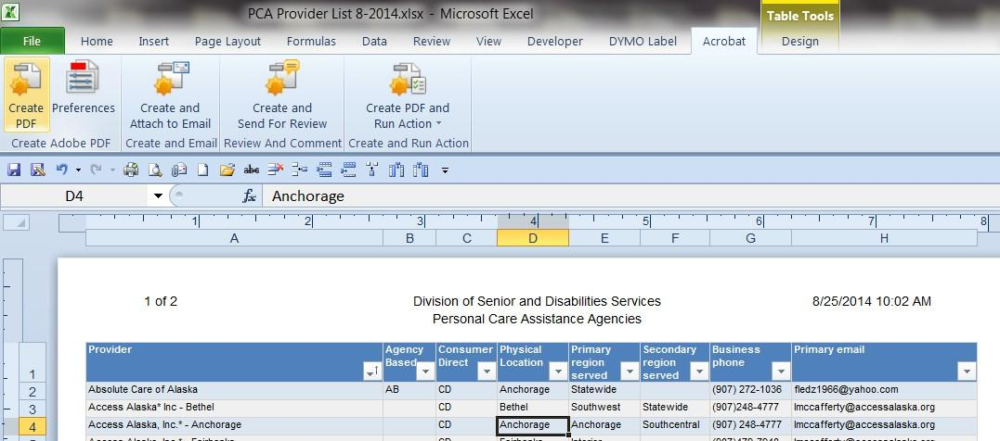 PCA Provider List 8-2014.xlsx - Microsoft Excel
Table Tools
File Home Insert Page Layout Formulas Data Review View Developer DYMO Label Acrobat Design
Create PDF Preferences Create and Attach to Email Create and Send For Review Create PDF and Run Action
Create Adobe PDF Create and Email Review And Comment Create and Run Action
abc
D4 fx Anchorage
1 2 3 4 5 6 7 8
A B C D E F G H
1 of 2 Division of Senior and Disabilities Services 8/25/2014 10:02 AM
Personal Care Assistance Agencies
1 Provider Agency Based Consumer Direct Physical Location Primary region served Secondary region served Business phone Primary email
2 Absolute Care of Alaska AB CD Anchorage Statewide (907) 272-1036 fledz1966@yahoo.com
3 Access Alaska* Inc - Bethel CD Bethel Southwest Statewide (907)248-4777 lmccafferty@accessalaska.org
4 Access Alaska, Inc.* - Anchorage CD Anchorage Anchorage Southcentral (907) 248-4777 lmccafferty@accessalaska.org